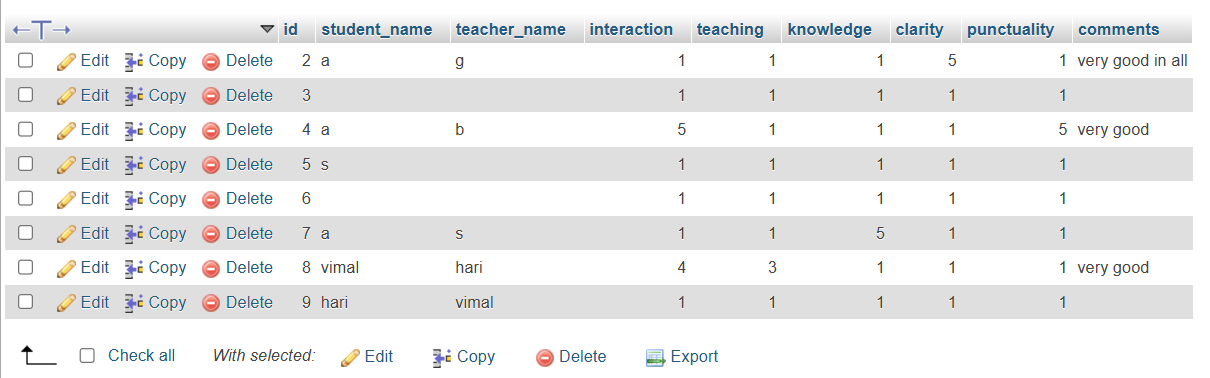 id student_name teacher_name interaction teaching knowledge clarity punctuality comments
Edit Copy Delete 2 a g 1 1 1 5 1 very good in all
Edit Copy Delete 3 1 1 1 1 1
Edit Copy Delete 4 a b 5 1 1 1 5 very good
Edit Copy Delete 5 s 1 1 1 1 1
Edit Copy Delete 6 1 1 1 1 1
Edit Copy Delete 7 a s 1 1 5 1 1
Edit Copy Delete 8 vimal hari 4 3 1 1 1 very good
Edit Copy Delete 9 hari vimal 1 1 1 1 1
Check all With selected: Edit Copy Delete Export